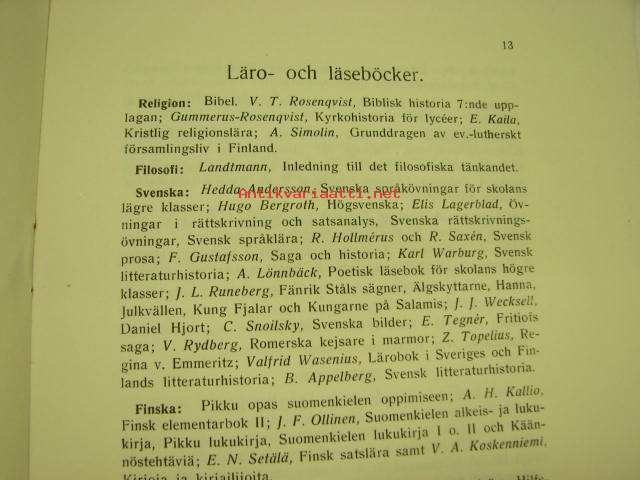 13
Läro- och läseböcker.
Religion: Bibel. V. T. Rosenqvist, Biblisk historia 7:nde upp-
lagan; Gummerus-Rosenqvist, Kyrkohistoria för lycéer; E. Kaila,
Kristlig religionslära; A. Simolin, Grunddragen av ev.-lutherskt
församlingsliv i Finland.
Filosofi: Landtmann, Inledning till det filosofiska tänkandet.
Svenska: Hedda Andersson, Svenska språkövningar för skolans
Antikvariaatti.net
lägre klasser; Hugo Bergroth, Högsvenska; Elis Lagerblad, Öv-
ningar i rättskrivning och satsanalys, Svenska rättskrivnings-
övningar, Svensk språklära; R. Hollmérus och R. Saxén, Svensk
prosa; F. Gustafsson, Saga och historia; Karl Warburg, Svensk
litteraturhistoria; A. Lönnbäck, Poetisk läsebok för skolans högre
klasser; J. L. Runeberg, Fänrik Ståls sägner, Älgskyttarne, Hanna,
Julkvällen, Kung Fjalar och Kungarne på Salamis; J. J. Wecksell,
Daniel Hjort; C. Snoilsky, Svenska bilder; E. Tegnér, Fritiofs
saga; V. Rydberg, Romerska kejsare i marmor; Z. Topelius, Re-
gina v. Emmeritz; Valfrid Wasenius, Lärobok i Sveriges och Fin-
lands litteraturhistoria; B. Appelberg, Svensk litteraturhistoria.
Finska: Pikku opas suomenkielen oppimiseen; A. H. Kallio,
Finsk elementarbok II; J. F. Ollinen, Suomenkielen alkeis- ja luku-
kirja, Pikku lukukirja, Suomenkielen lukukirja I o. II och Kään-
nöstehtäviä; E. N. Setälä, Finsk satslära samt V. A. Koskenniemi,
Kirjoja ja kirjailijoita.